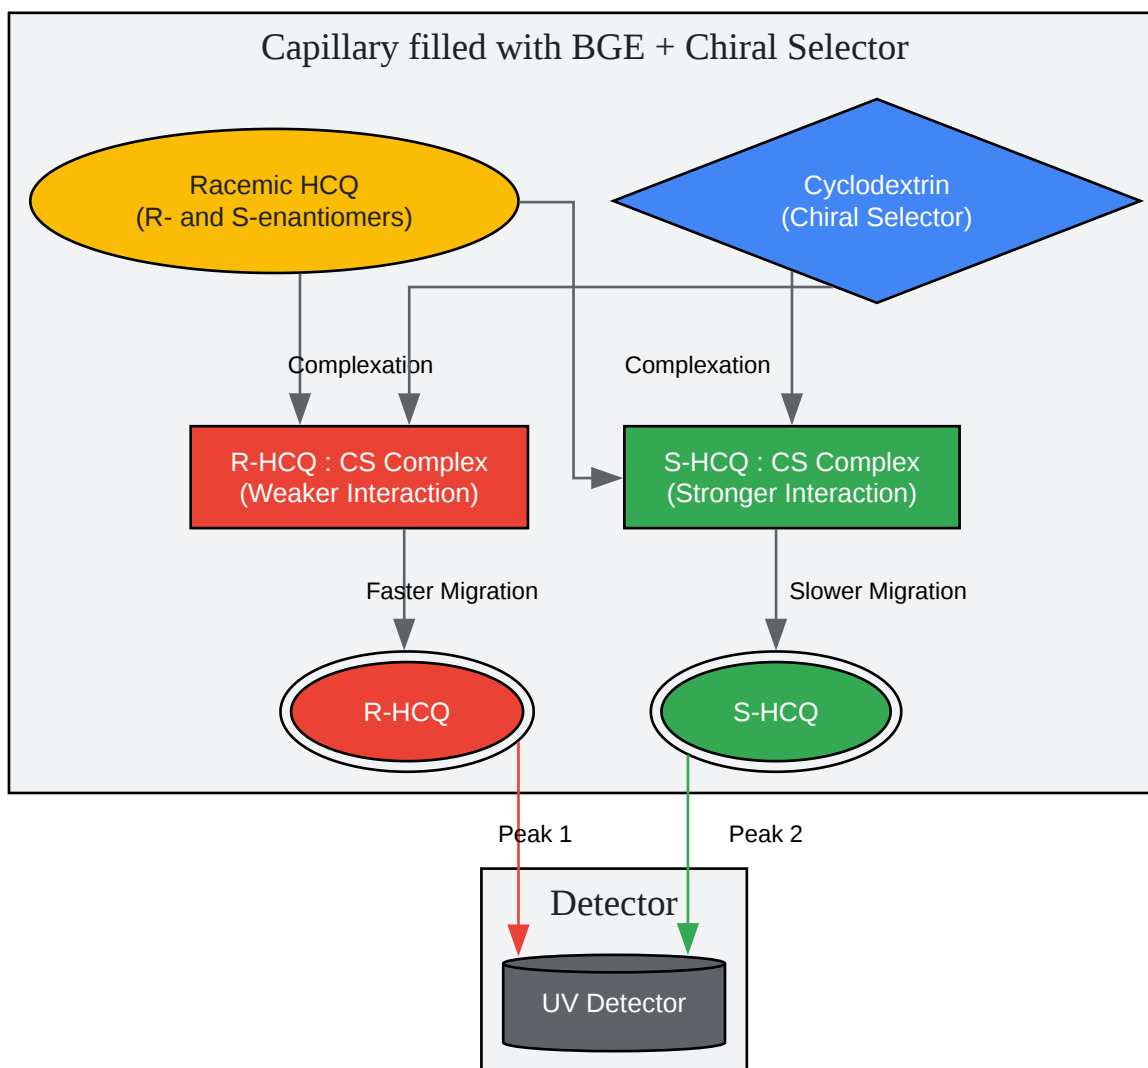 Capillary filled with BGE + Chiral Selector
Racemic HCQ
(R- and S-enantiomers)
Cyclodextrin
(Chiral Selector)
Complexation
Complexation
R-HCQ : CS Complex
(Weaker Interaction)
S-HCQ : CS Complex
(Stronger Interaction)
Faster Migration
Slower Migration
R-HCQ
S-HCQ
Peak 1
Peak 2
Detector
UV Detector